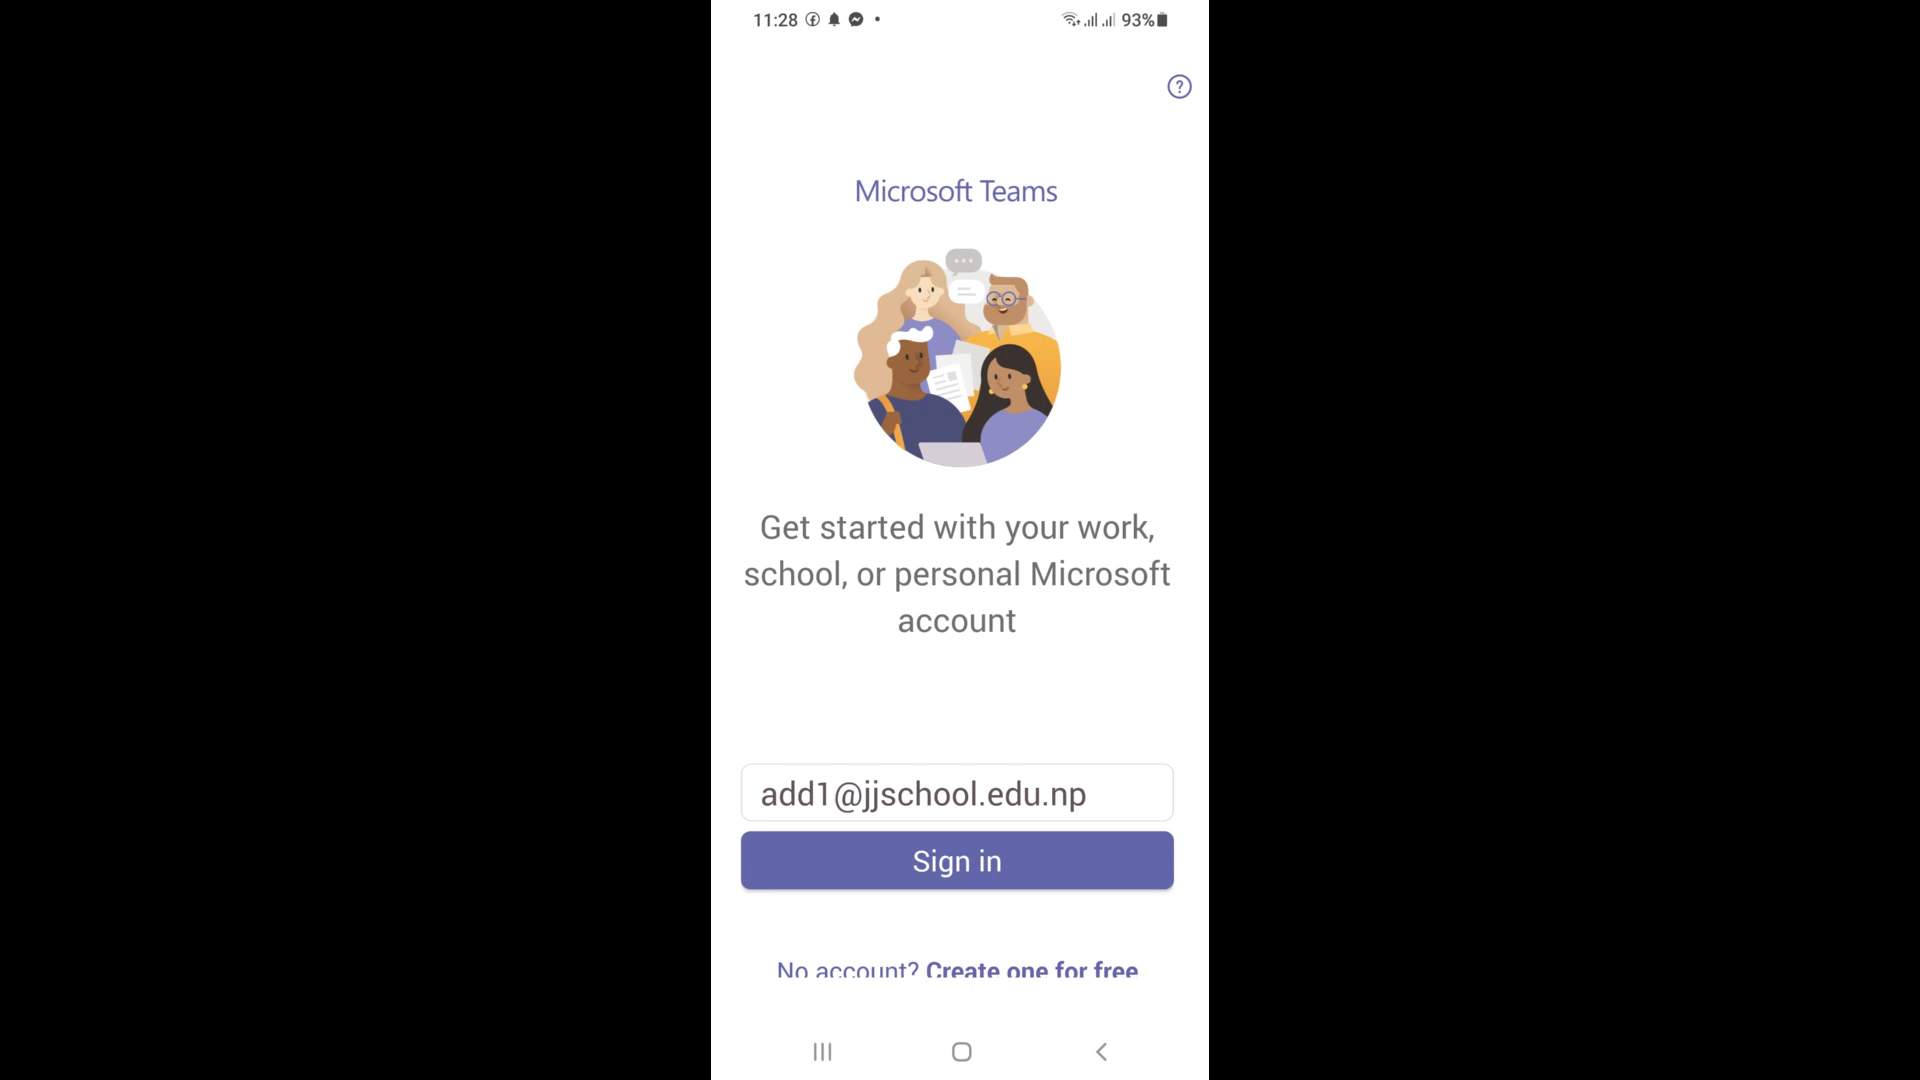 11:28 93%
Microsoft Teams
Get started with your work,
school, or personal Microsoft
account
add1@jjschool.edu.np
Sign in
No account? Create one for free